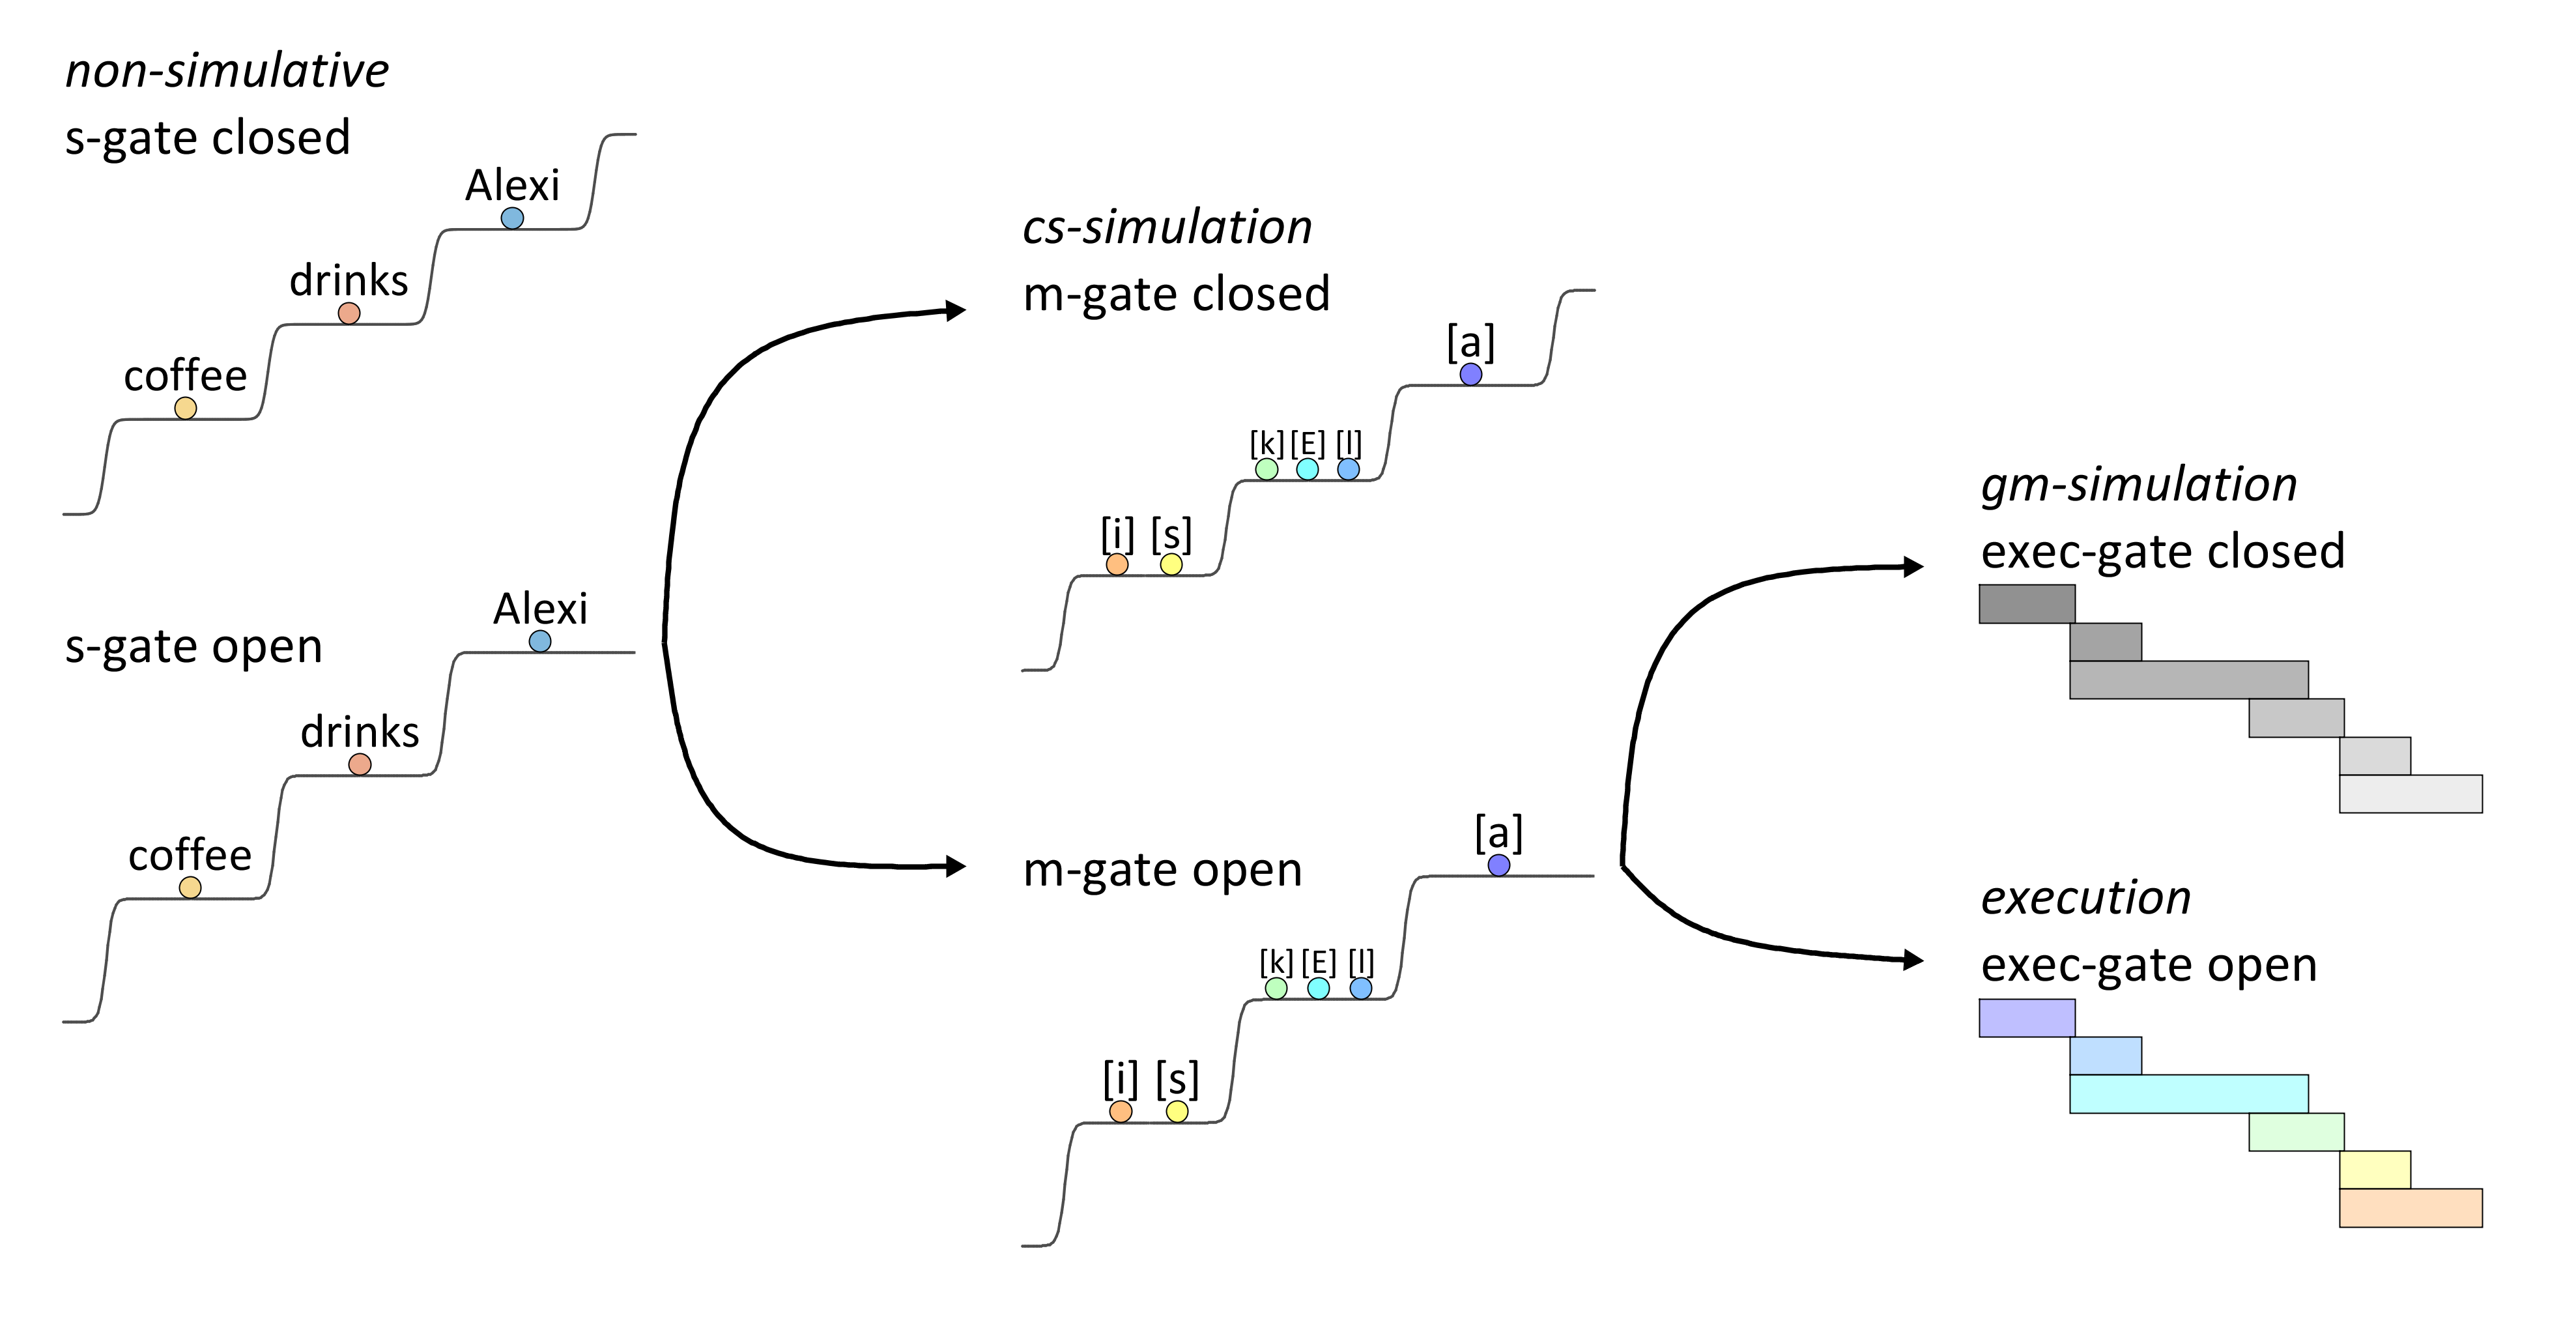 non-simulative
s-gate closed
Alexi
drinks
coffee
s-gate open
Alexi
drinks
coffee
cs-simulation
m-gate closed
[a]
[k] [E] [l]
[i] [s]
m-gate open
[a]
[k] [E] [l]
[i] [s]
gm-simulation
exec-gate closed
execution
exec-gate open